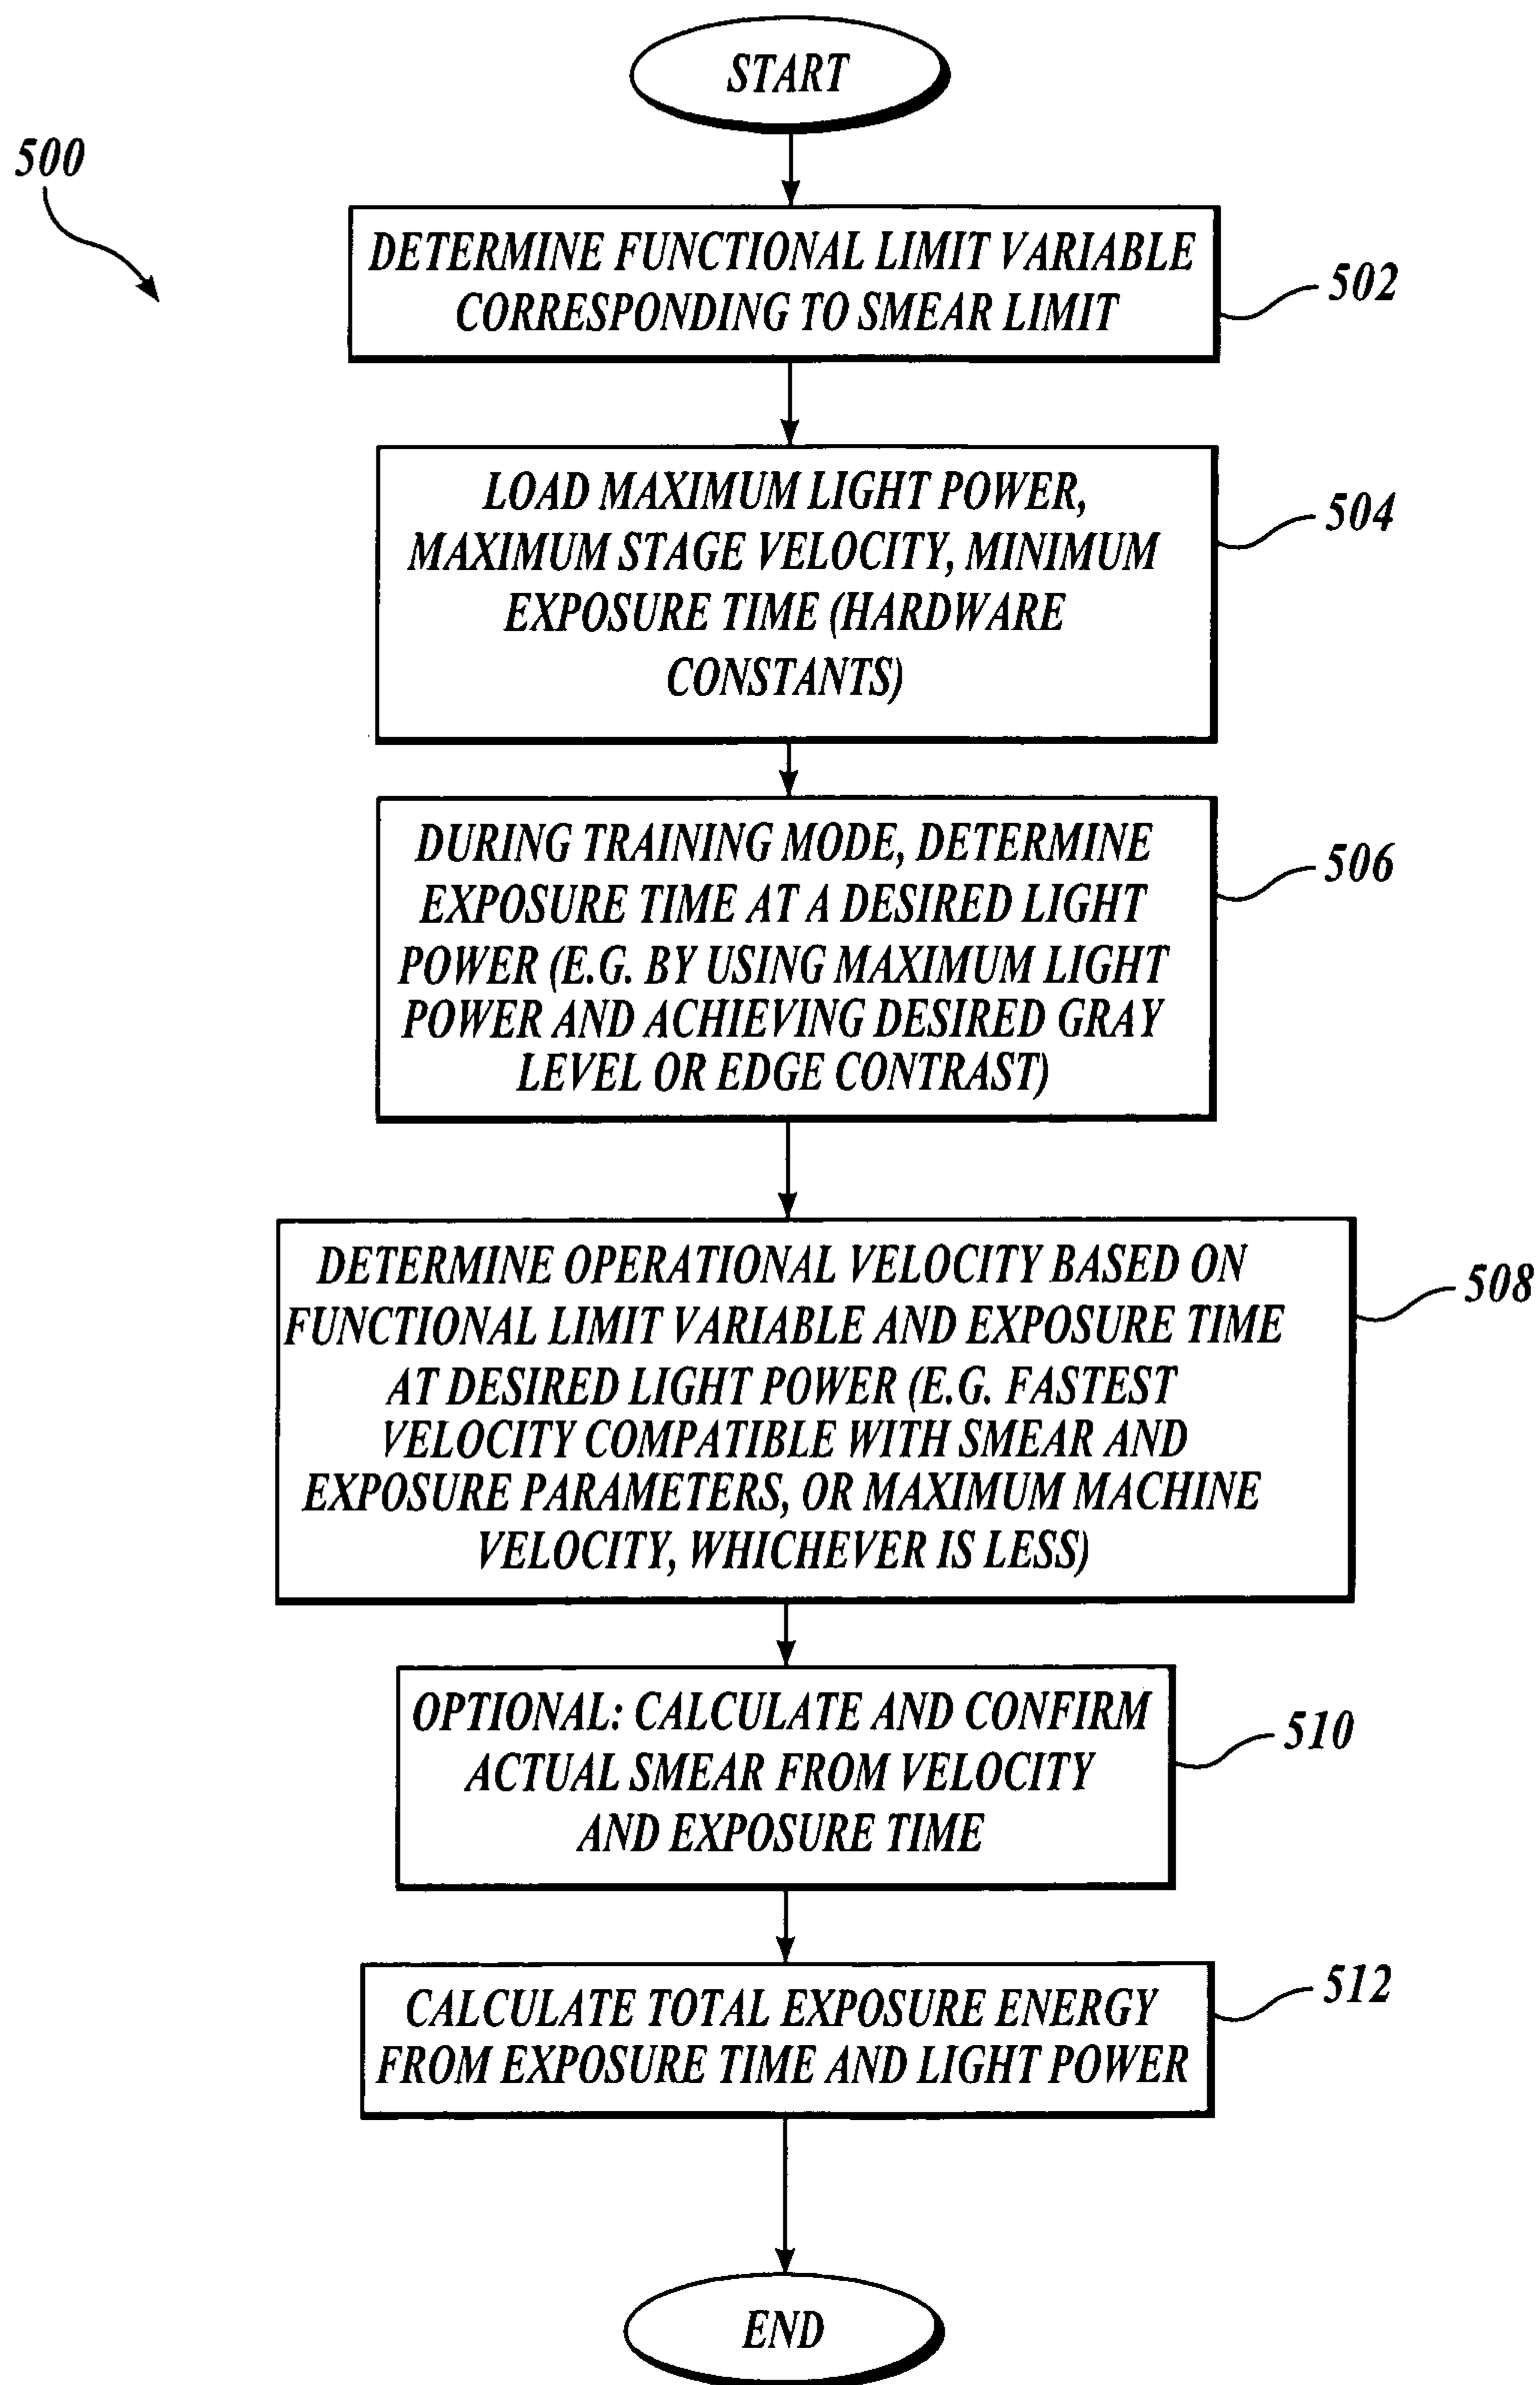 START
500
DETERMINE FUNCTIONAL LIMIT VARIABLE
CORRESPONDING TO SMEAR LIMIT
502
LOAD MAXIMUM LIGHT POWER,
MAXIMUM STAGE VELOCITY, MINIMUM
EXPOSURE TIME (HARDWARE
CONSTANTS)
504
DURING TRAINING MODE, DETERMINE
EXPOSURE TIME AT A DESIRED LIGHT
POWER (E.G. BY USING MAXIMUM LIGHT
POWER AND ACHIEVING DESIRED GRAY
LEVEL OR EDGE CONTRAST)
506
DETERMINE OPERATIONAL VELOCITY BASED ON
FUNCTIONAL LIMIT VARIABLE AND EXPOSURE TIME
AT DESIRED LIGHT POWER (E.G. FASTEST
VELOCITY COMPATIBLE WITH SMEAR AND
EXPOSURE PARAMETERS, OR MAXIMUM MACHINE
VELOCITY, WHICHEVER IS LESS)
508
OPTIONAL: CALCULATE AND CONFIRM
ACTUAL SMEAR FROM VELOCITY
AND EXPOSURE TIME
510
CALCULATE TOTAL EXPOSURE ENERGY
FROM EXPOSURE TIME AND LIGHT POWER
512
END